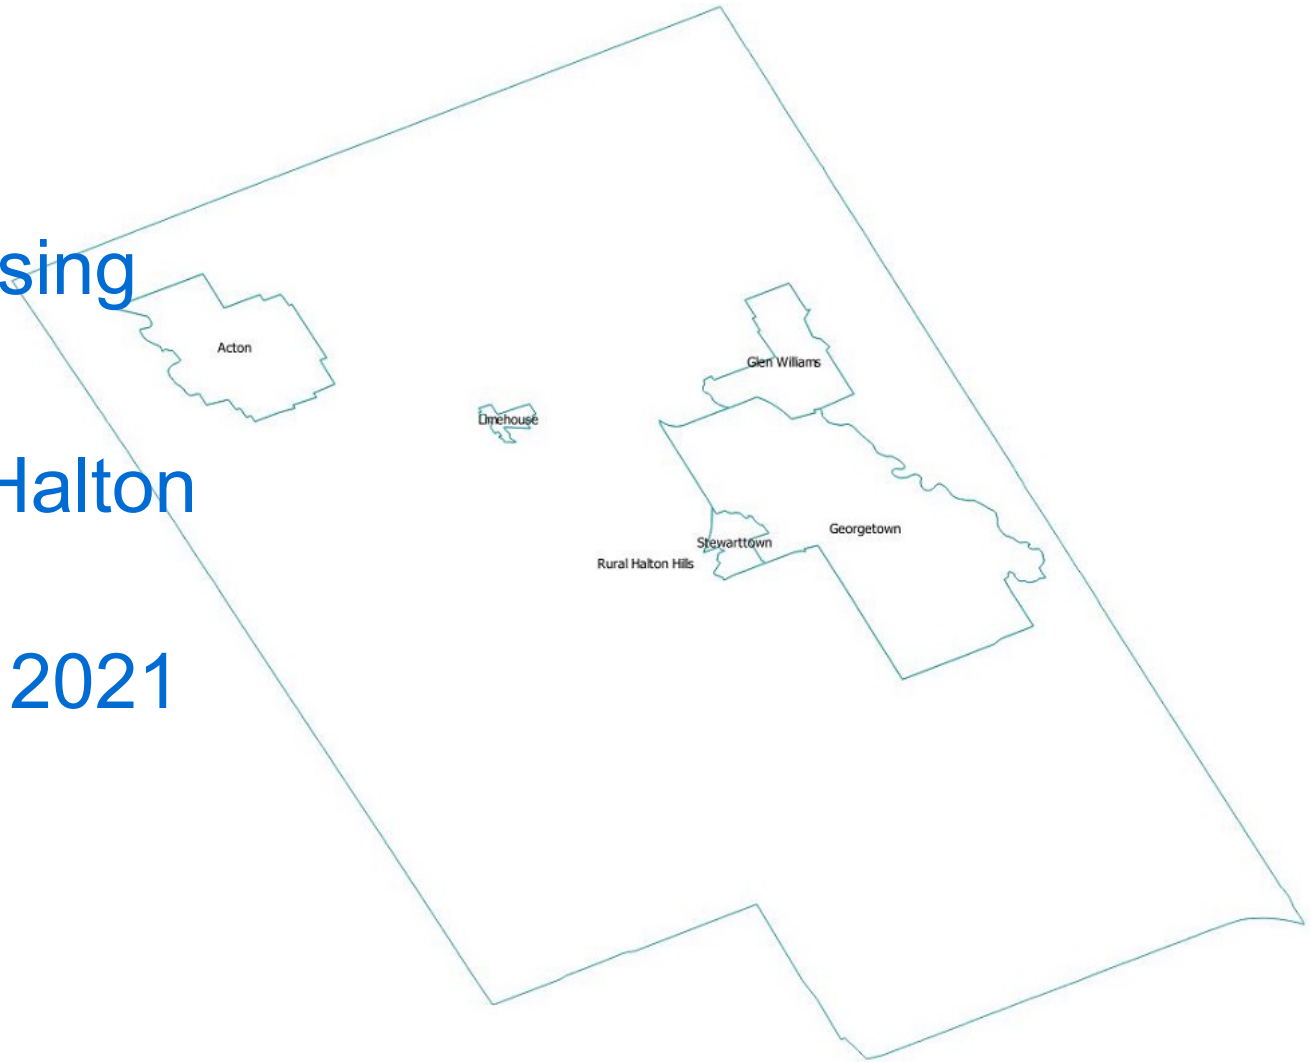 sing
Acton
Glen Williams
Limehouse
Halton
Georgetown
Stewarttown
Rural Halton Hills
2021